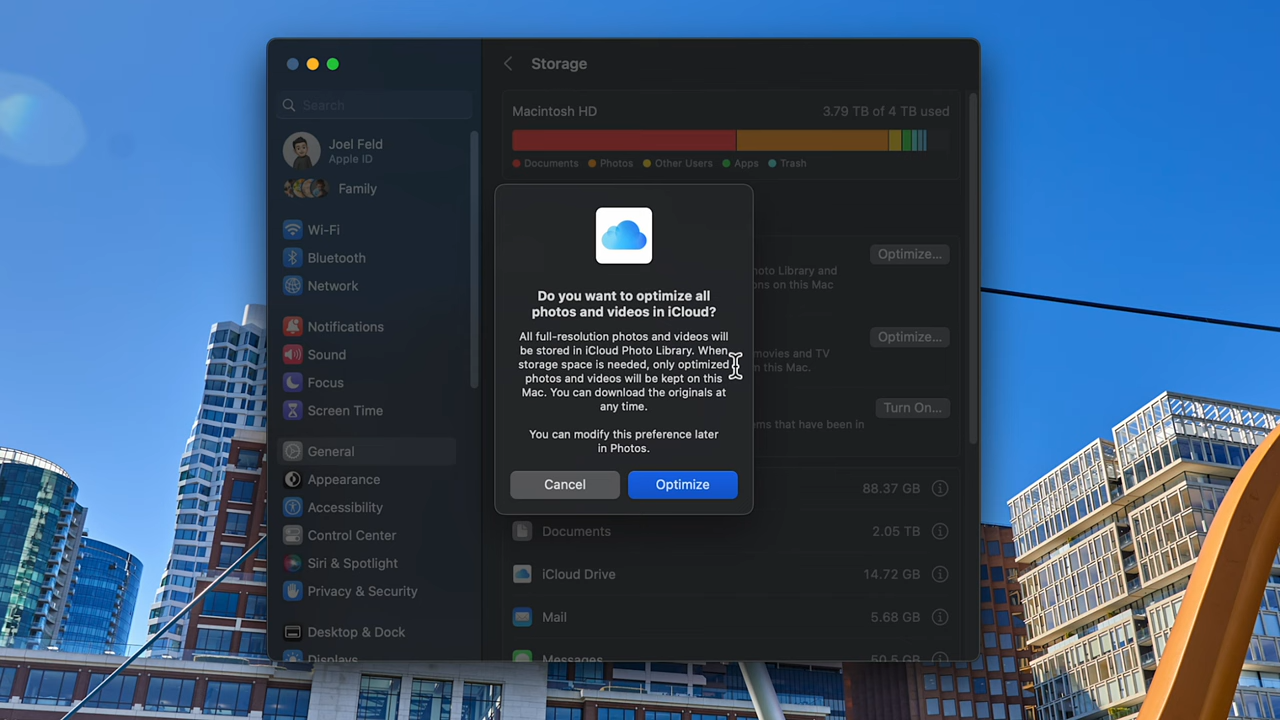 Storage
Search
Joel Feld
Apple ID
Family
Wi-Fi
Bluetooth
Network
Notifications
Sound
Focus
Screen Time
General
Appearance
Accessibility
Control Center
Siri & Spotlight
Privacy & Security
Desktop & Dock
Displays
Macintosh HD 3.79 TB of 4 TB used
Documents Photos Other Users Apps Trash
Optimize...
hoto Library and
ons on this Mac
Optimize...
movies and TV
n this Mac.
Turn On...
ms that have been in
Do you want to optimize all
photos and videos in iCloud?
All full-resolution photos and videos will
be stored in iCloud Photo Library. When
storage space is needed, only optimized
photos and videos will be kept on this
Mac. You can download the originals at
any time.
You can modify this preference later
in Photos.
Cancel Optimize
88.37 GB
Documents 2.05 TB
iCloud Drive 14.72 GB
Mail 5.68 GB
Messages 50.5 GB